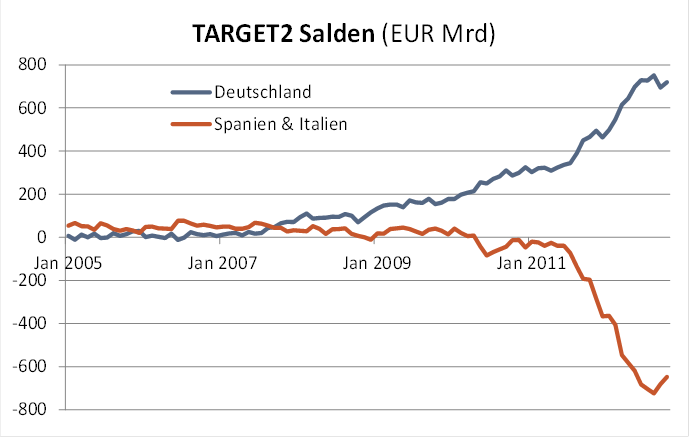 TARGET2 Salden (EUR Mrd)
800
600
400
200
0
-200
-400
-600
-800
Deutschland
Spanien & Italien
Jan 2005 Jan 2007 Jan 2009 Jan 2011